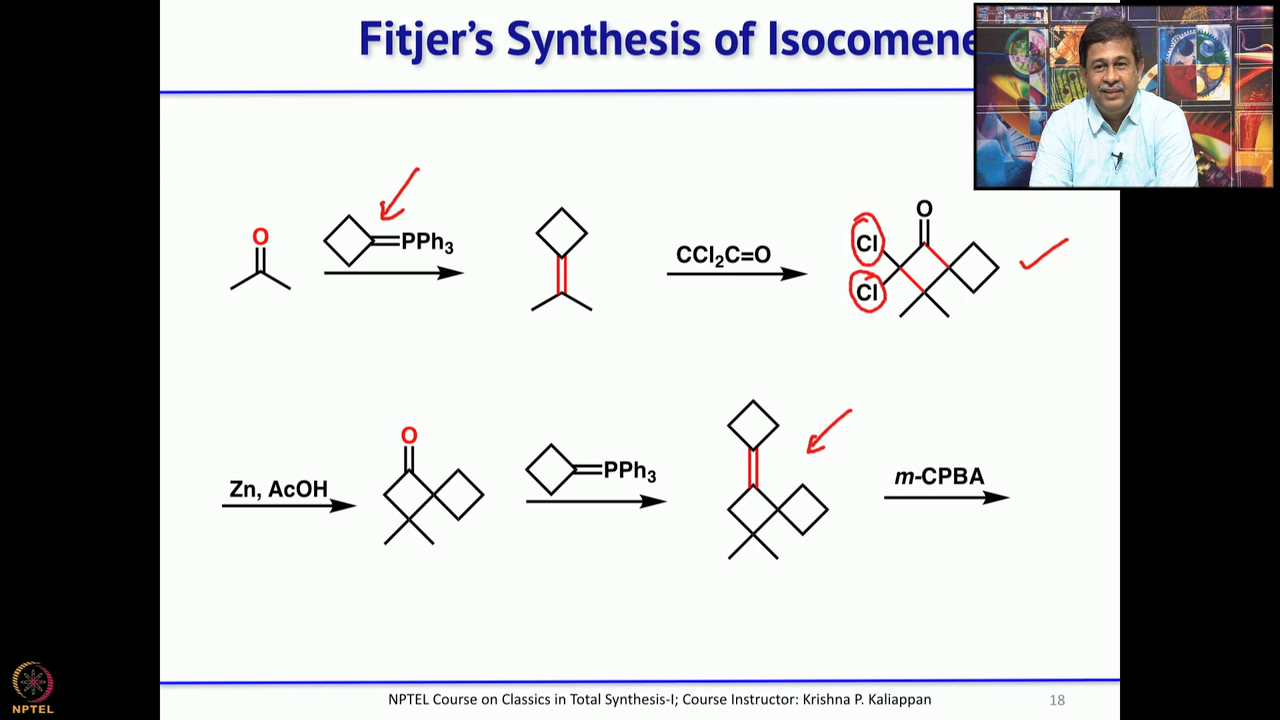 Fitjer's Synthesis of Isocomene
O
PPh3
CCl2C=O
O
Cl
Cl
Zn, AcOH
O
PPh3
m-CPBA
NPTEL
NPTEL Course on Classics in Total Synthesis-I; Course Instructor: Krishna P. Kaliappan
18